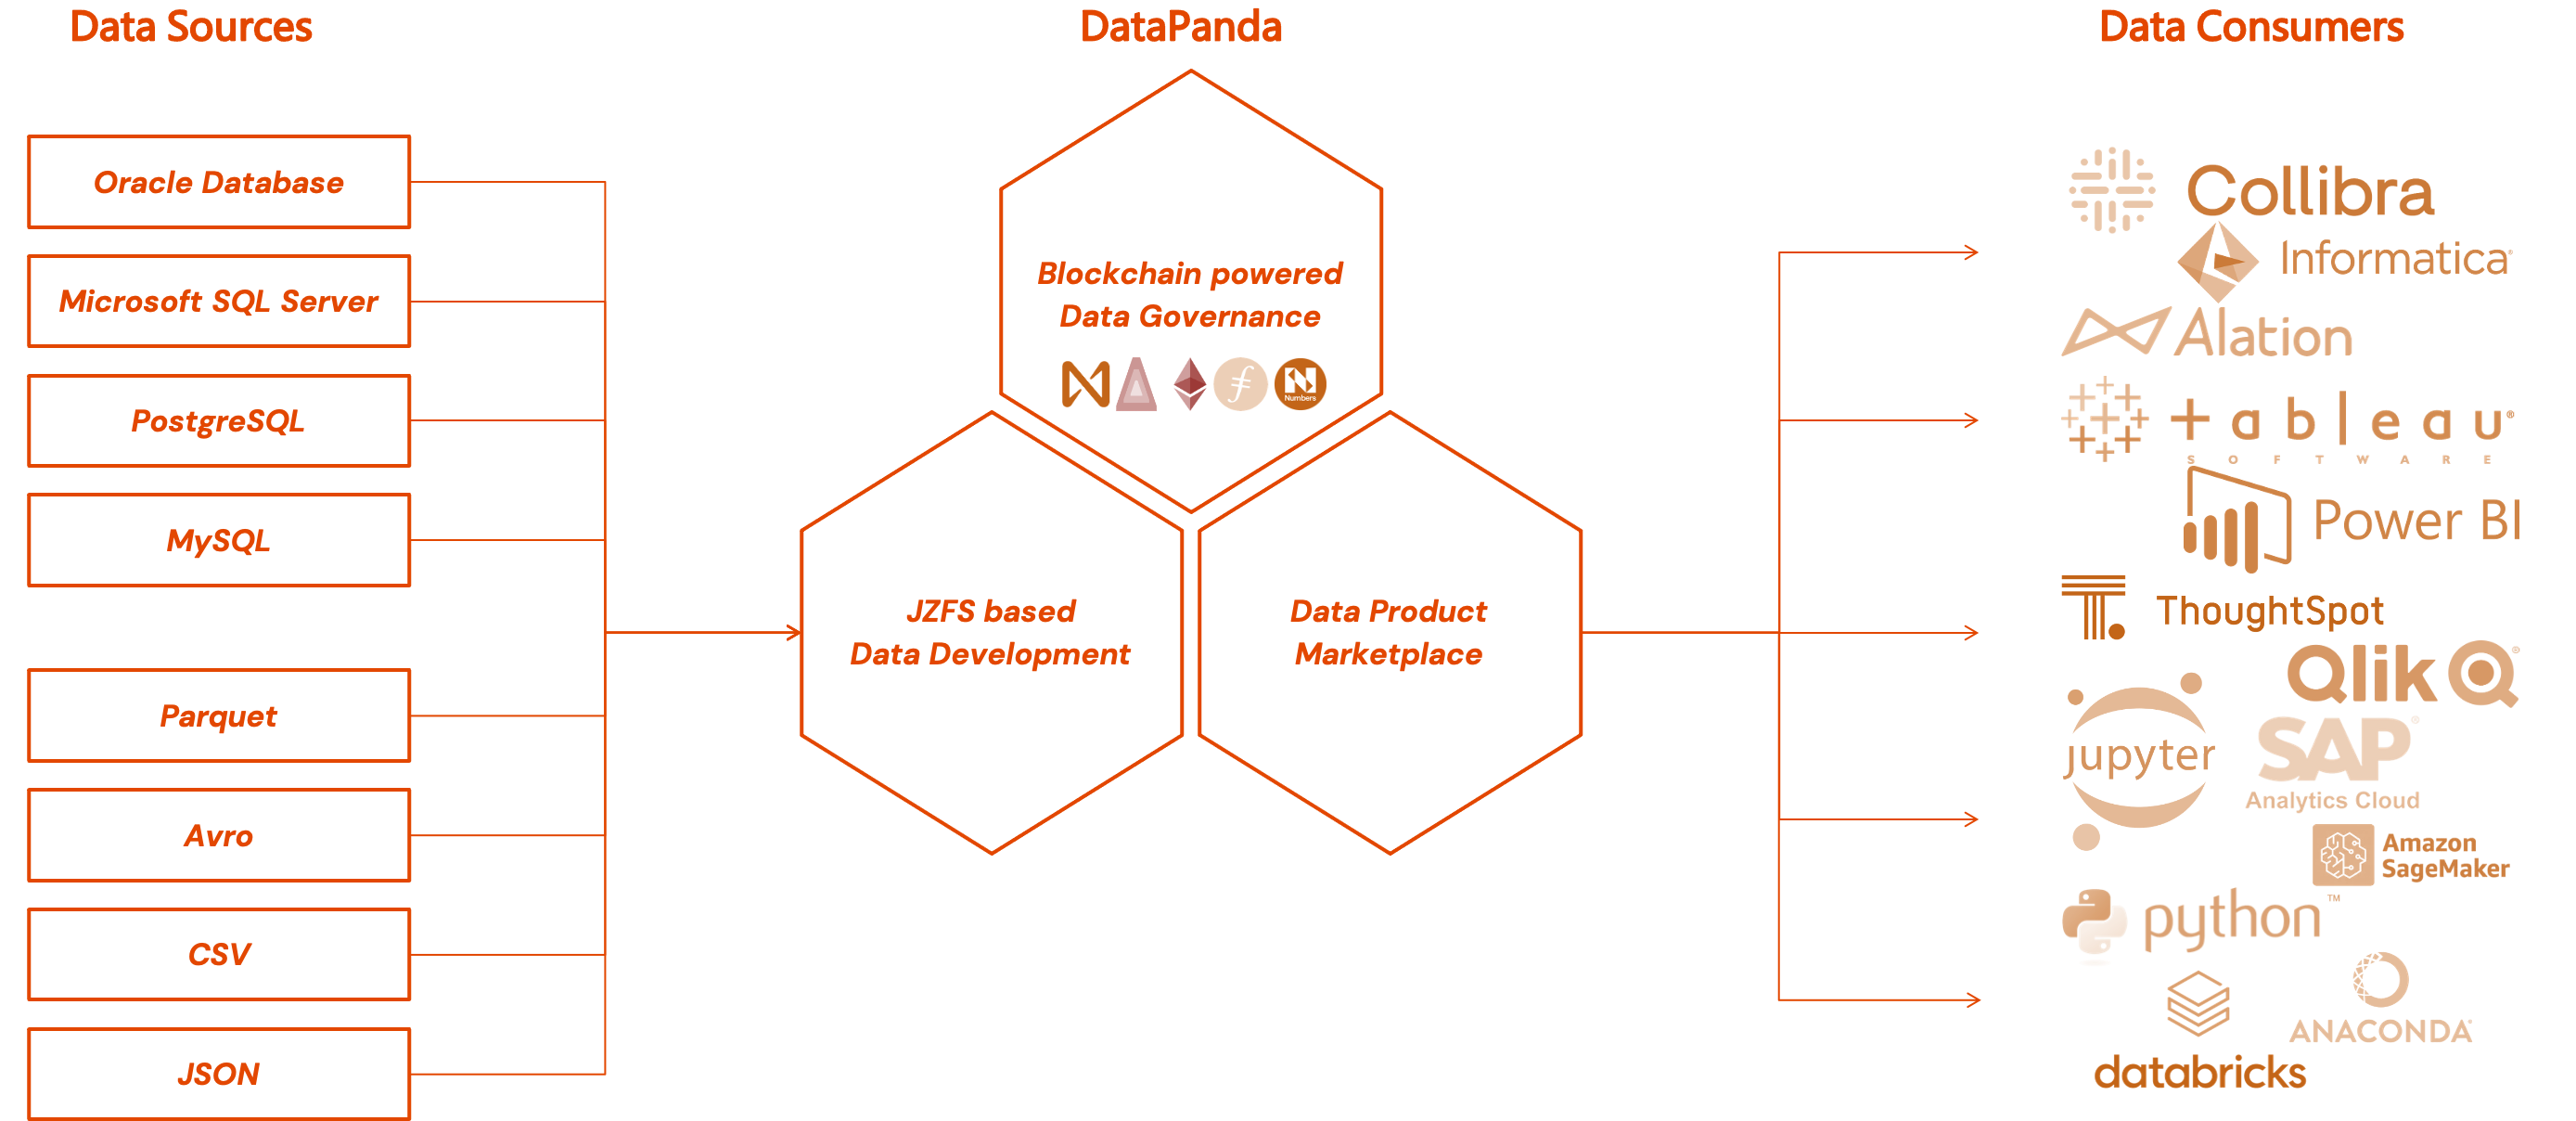 Data Sources
DataPanda
Data Consumers
Oracle Database
Microsoft SQL Server
PostgreSQL
MySQL
Parquet
Avro
CSV
JSON
Blockchain powered
Data Governance
Numbers
JZFS based
Data Development
Data Product
Marketplace
Collibra
Informatica®
Alation
+ a b l e a u®
S O F T W A R E
Power BI
ThoughtSpot
Qlik ®
jupyter
SAP®
Analytics Cloud
Amazon
SageMaker
python™
ANACONDA®
databricks